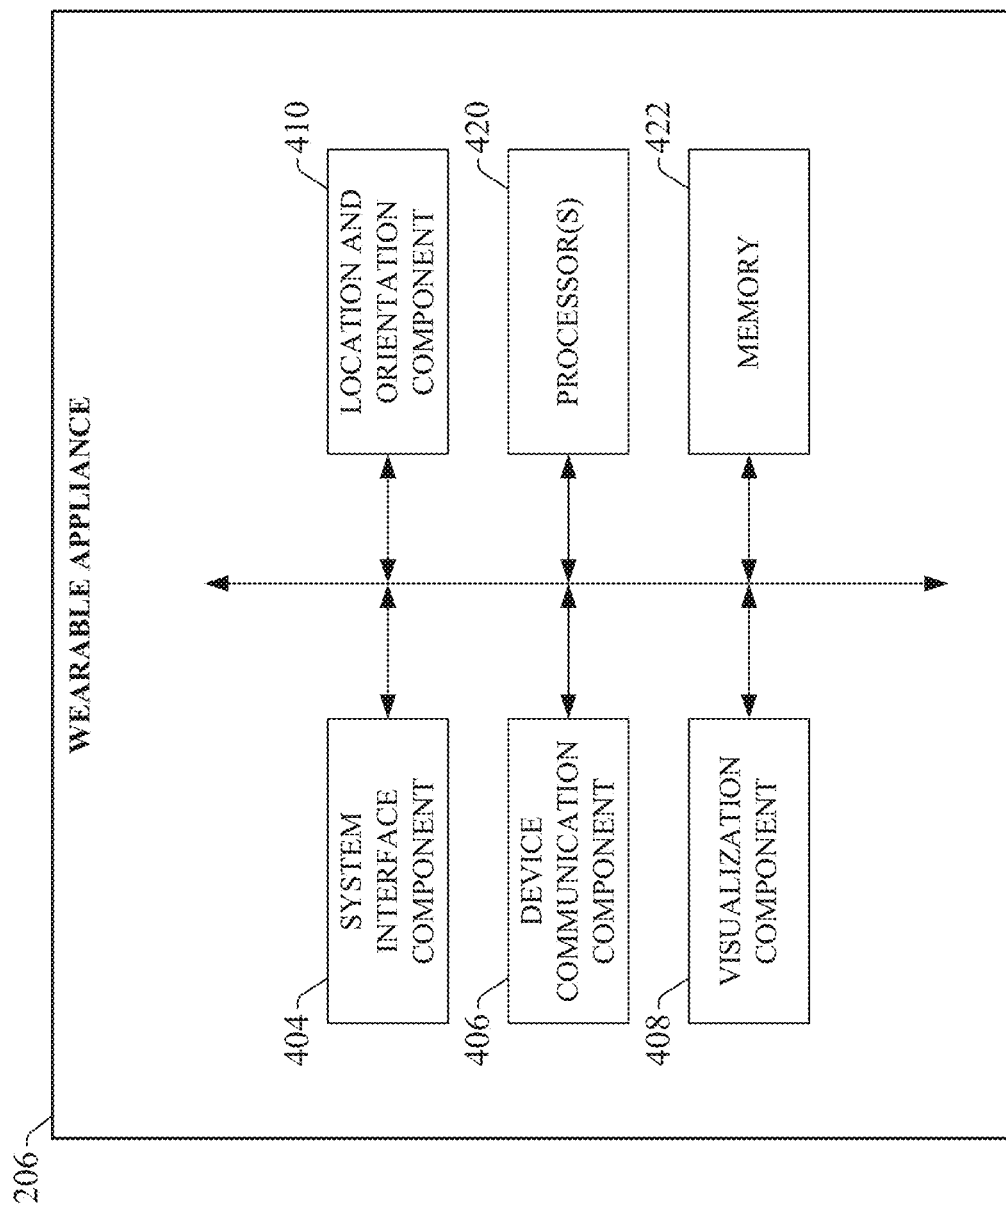 206
WEARABLE APPLIANCE
404
SYSTEM
INTERFACE
COMPONENT
410
LOCATION AND
ORIENTATION
COMPONENT
406
DEVICE
COMMUNICATION
COMPONENT
420
PROCESSOR(S)
408
VISUALIZATION
COMPONENT
422
MEMORY